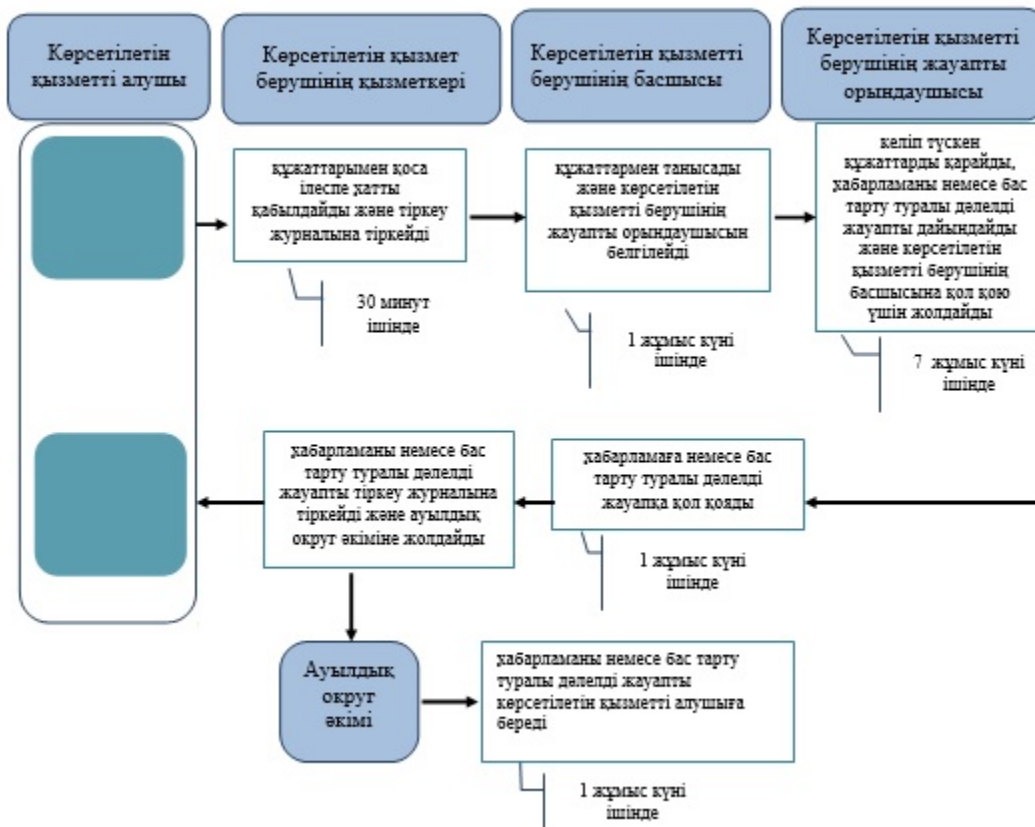 Көрсетілетін
қызметті алушы
Көрсетілетін қызмет
берушінің қызметкері
Көрсетілетін қызметті
берушінің басшысы
Көрсетілетін қызметті
берушінің жауапты
орындаушысы
құжаттарымен қоса
ілеспе хатты
қабылдайды және тіркеу
журналына тіркейді
30 минут
ішінде
құжаттармен танысады
және көрсетілетін
қызметті берушінің
жауапты орындаушысын
белгілейді
1 жұмыс күні
ішінде
келіп түскен
құжаттарды қарайды,
хабарламаны немесе бас
тарту туралы дәлелді
жауапты дайындайды
және көрсетілетін
қызметті берушінің
басшысына қол қою
үшін жолдайды
7 жұмыс күні
ішінде
хабарламаны немесе бас
тарту туралы дәлелді
жауапты тіркеу журналына
тіркейді және ауылдық
округ әкіміне жолдайды
хабарламаға немесе бас
тарту туралы дәлелді
жауапқа қол қояды
1 жұмыс күні
ішінде
Ауылдық
округ
әкімі
хабарламаны немесе бас тарту
туралы дәлелді жауапты
көрсетілетін қызметті алушыға
береді
1 жұмыс күні
ішінде